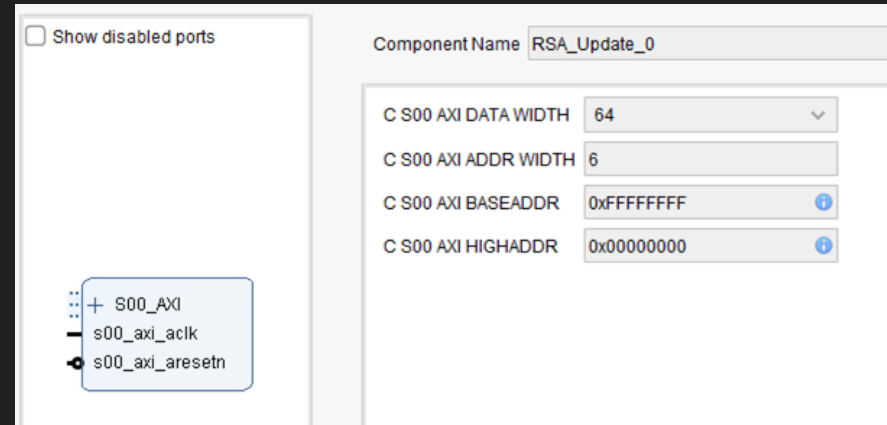 Show disabled ports
Component Name RSA_Update_0
C S00 AXI DATA WIDTH 64
C S00 AXI ADDR WIDTH 6
C S00 AXI BASEADDR 0xFFFFFFFF
C S00 AXI HIGHADDR 0x00000000
S00_AXI
s00_axi_aclk
s00_axi_aresetn